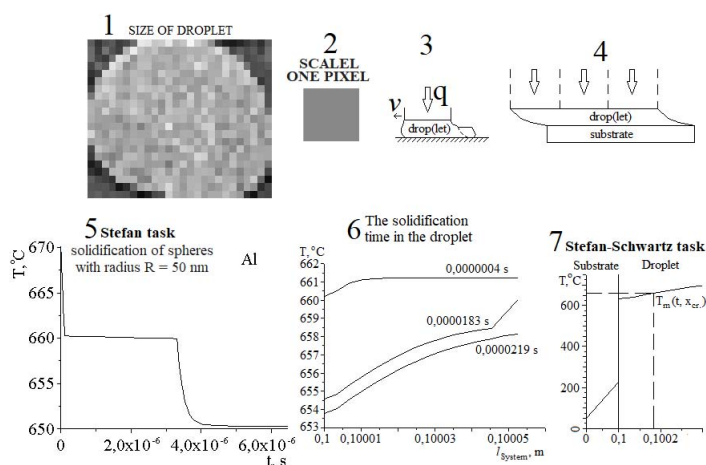 1 SIZE OF DROPLET
2
SCALEL
ONE PIXEL
3
q
v
drop(let)
4
drop(let)
substrate
5 Stefan task
solidification of spheres
with radius R = 50 nm
Al
T,°C
670
665
660
655
650
0
2,0x10⁻⁶
4,0x10⁻⁶
6,0x10⁻⁶
t, s
6 The solidification
time in the droplet
T,°C
662
661
660
659
658
657
656
655
654
653
0,0000004 s
0,0000183 s
0,0000219 s
0,1
0,10001
0,10003
0,10005
lSystem, m
7 Stefan-Schwartz task
T,°C
Substrate
Droplet
Tm(t, xcr.)
600
400
200
0
0
0,1
0,1002